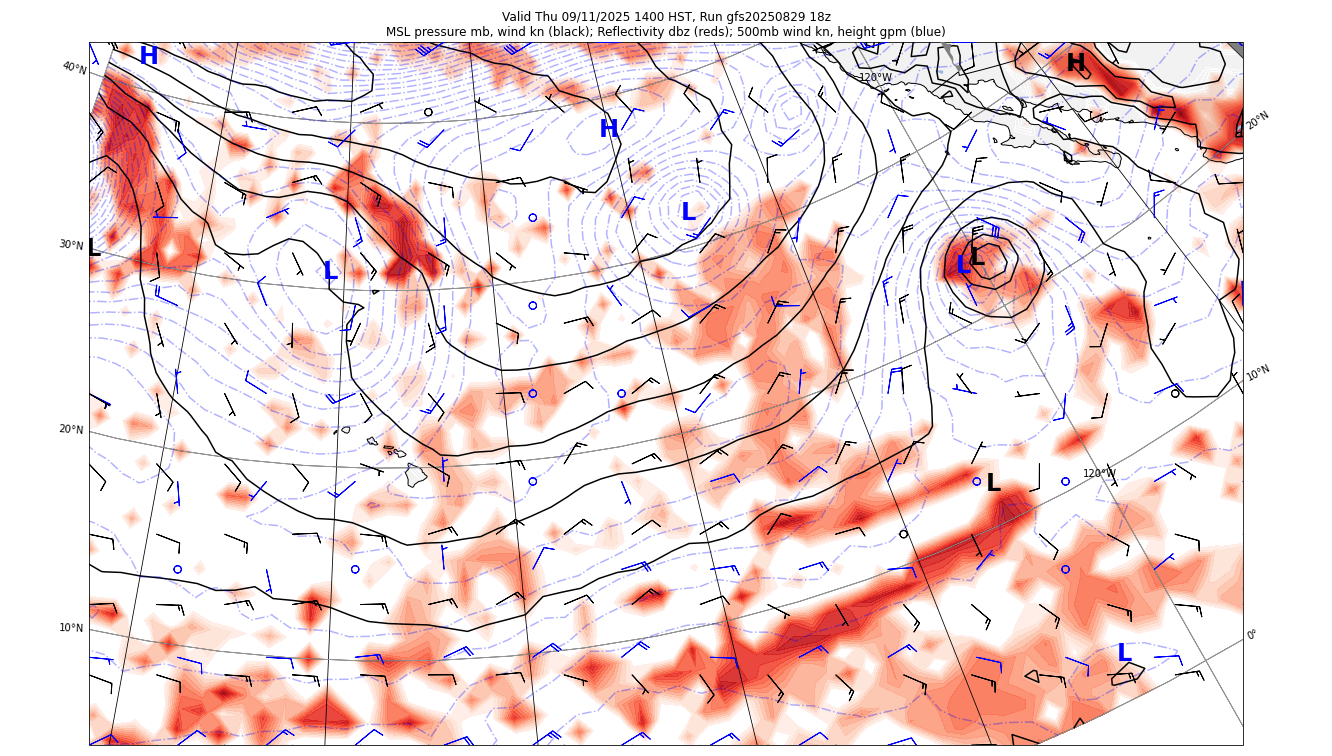 Valid Thu 09/11/2025 1400 HST, Run gfs20250829 18z
MSL pressure mb, wind kn (black); Reflectivity dbz (reds); 500mb wind kn, height gpm (blue)
H
H
40°N
120°W
20°N
H
L
30°N
L
L
L
L
10°N
20°N
120°W
L
10°N
0°
L